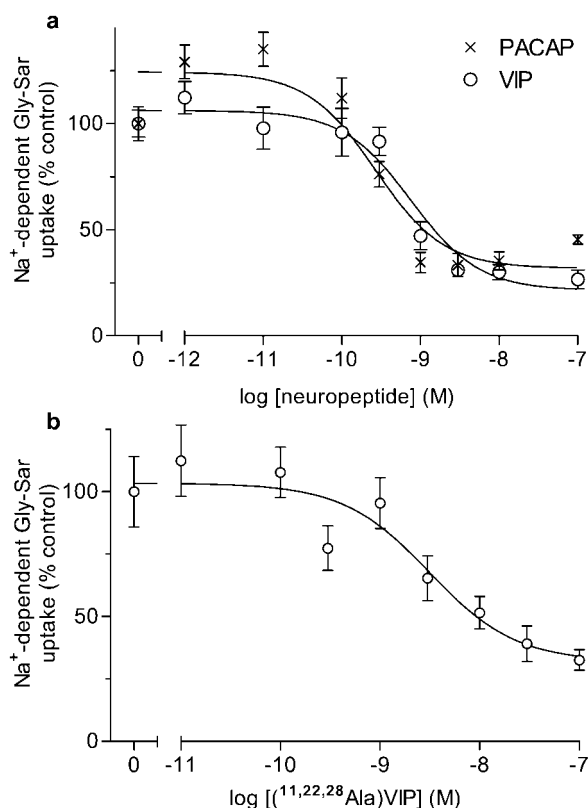 a
× PACAP
○ VIP
Na⁺-dependent Gly-Sar
uptake (% control)
100
50
0
0 -12 -11 -10 -9 -8 -7
log [neuropeptide] (M)
b
Na⁺-dependent Gly-Sar
uptake (% control)
100
50
0
0 -11 -10 -9 -8 -7
log [(¹¹,²²,²⁸Ala)VIP] (M)